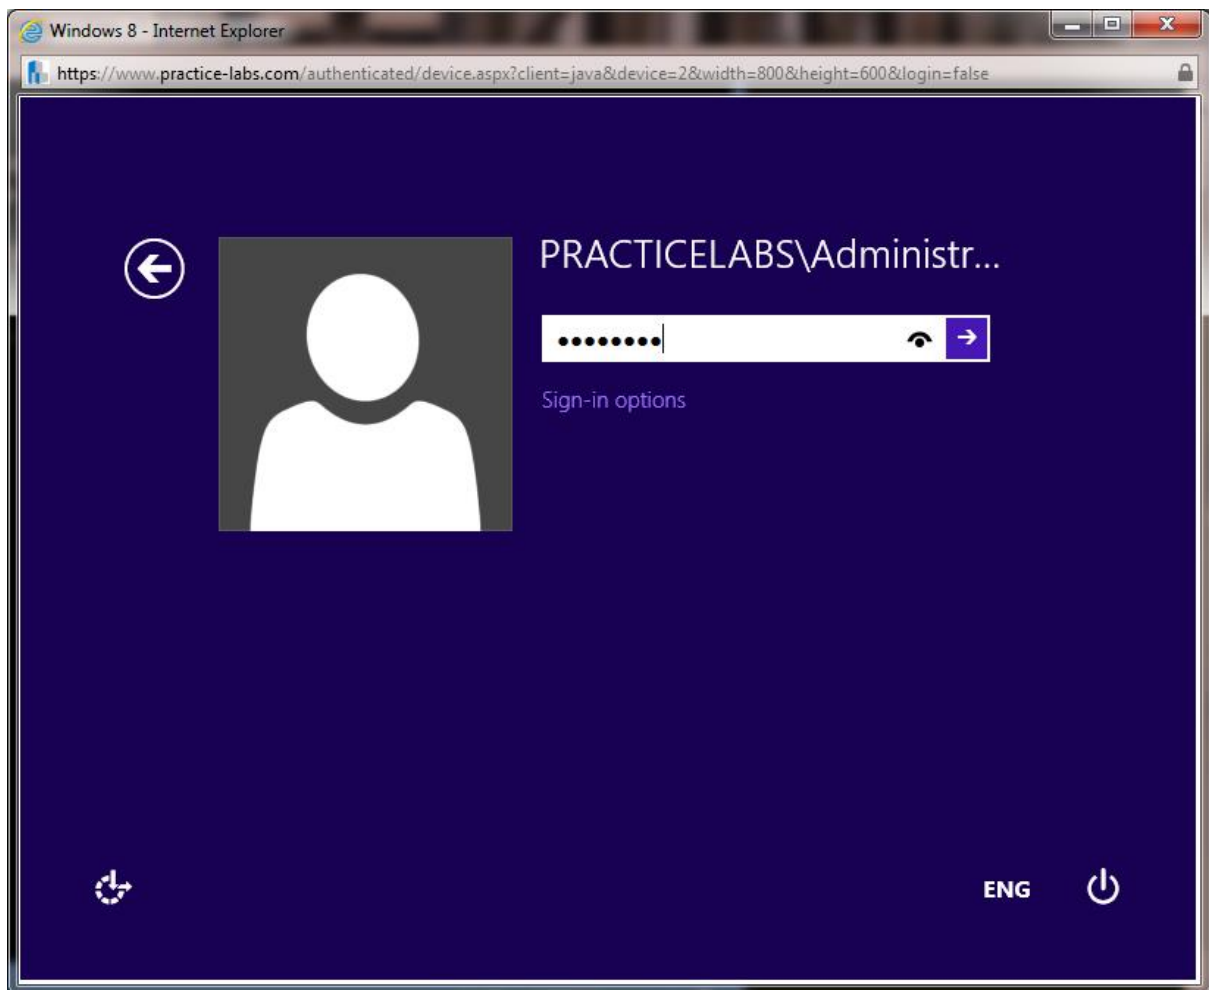 Windows 8 - Internet Explorer
https://www.practice-labs.com/authenticated/device.aspx?client=java&device=2&width=800&height=600&login=false
PRACTICELABS\Administr...
Sign-in options
ENG